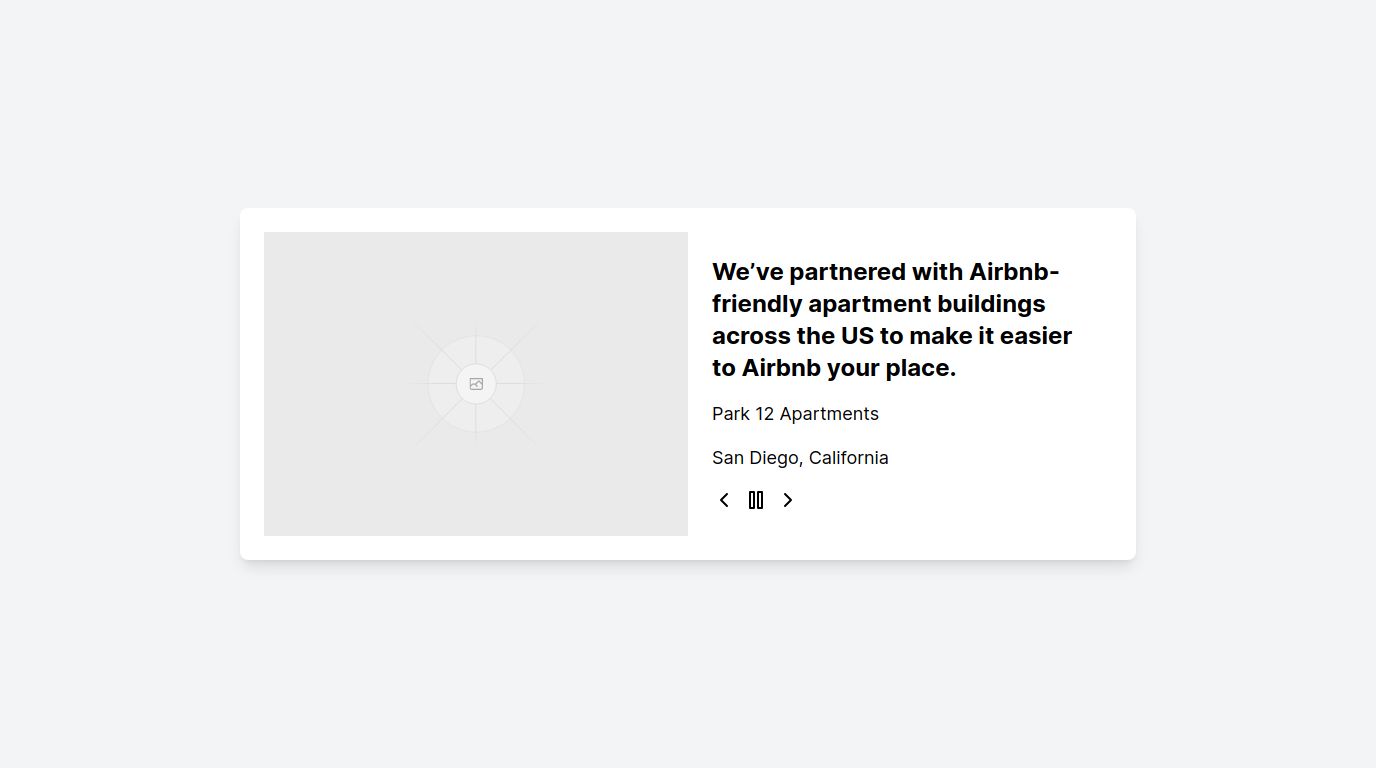 We’ve partnered with Airbnb-
friendly apartment buildings
across the US to make it easier
to Airbnb your place.
Park 12 Apartments
San Diego, California